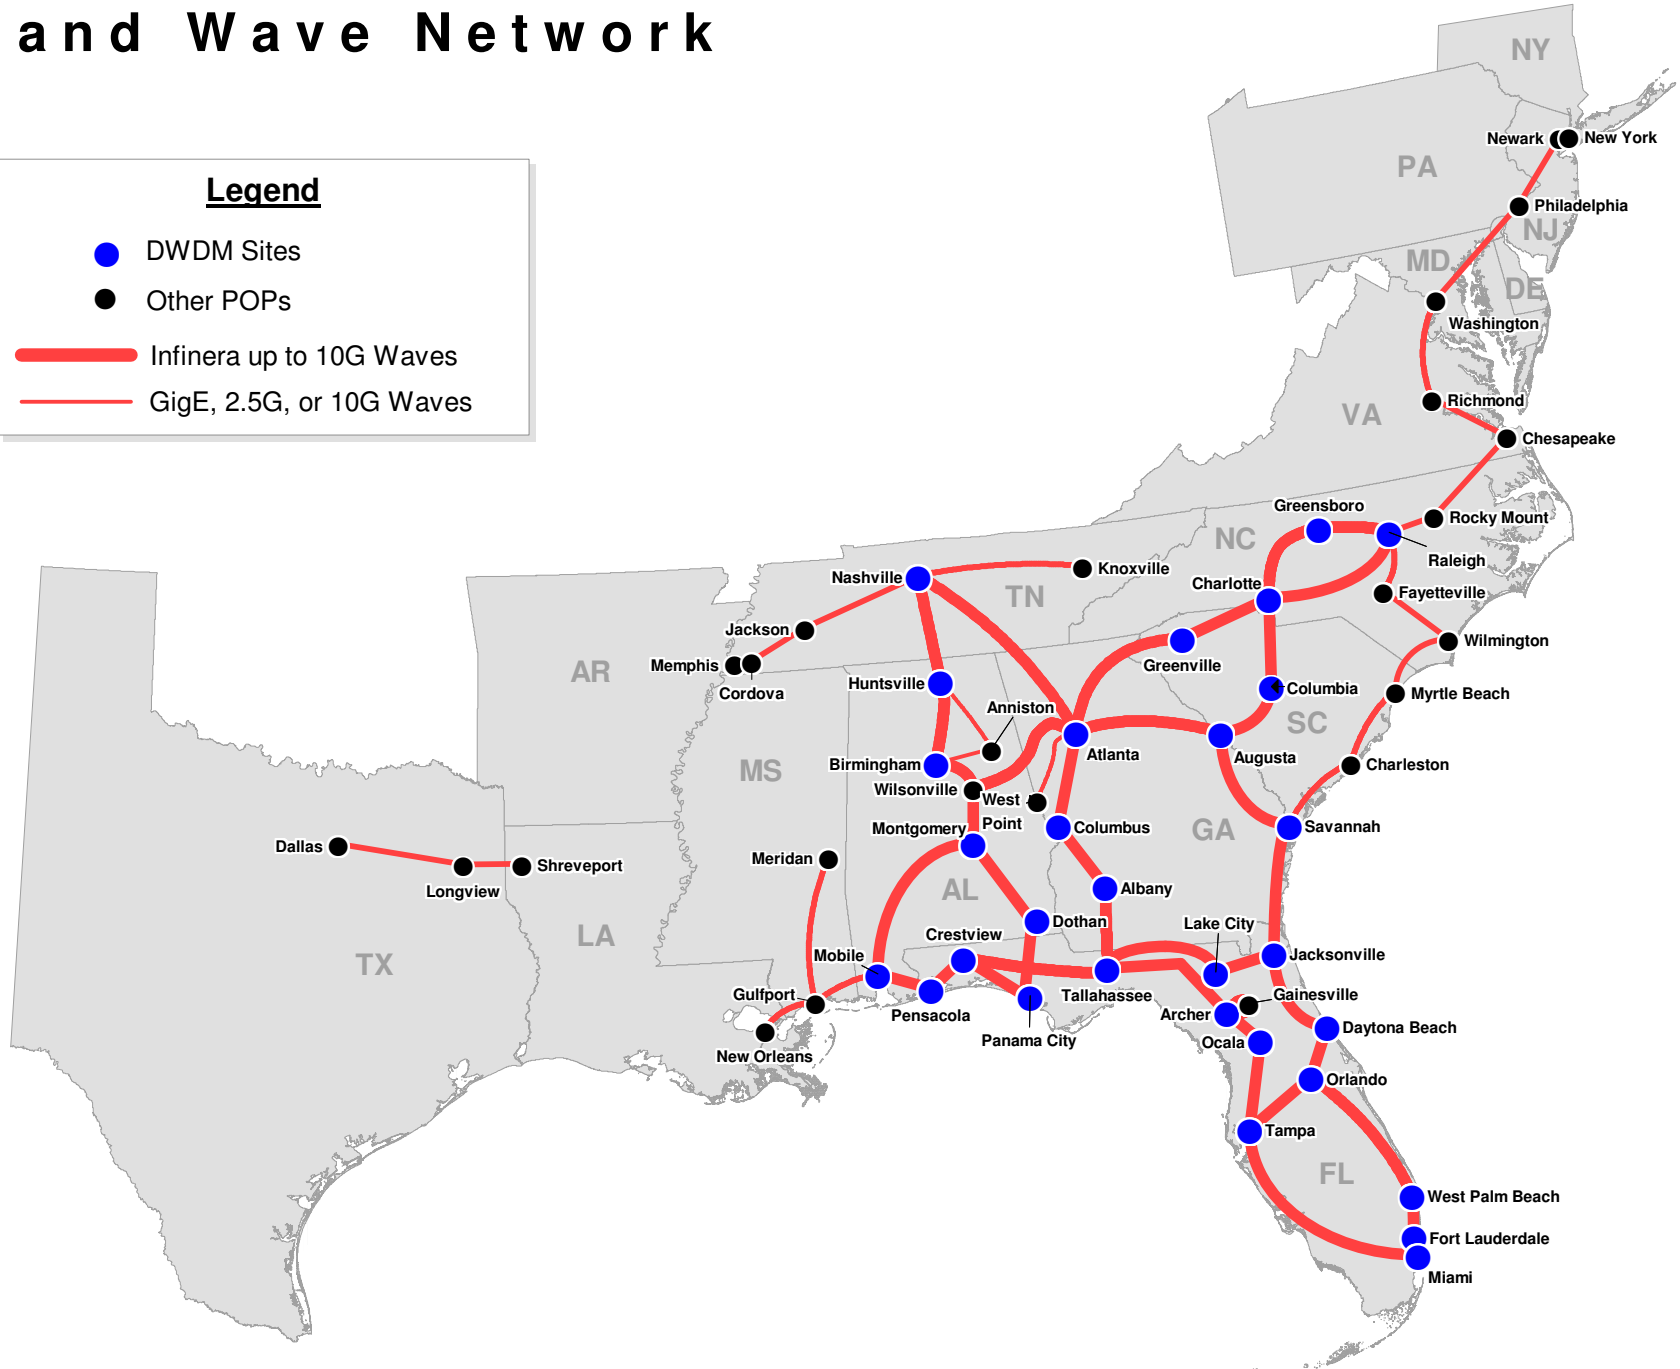 and Wave Network
Legend
DWDM Sites
Other POPs
Infinera up to 10G Waves
GigE, 2.5G, or 10G Waves
NY
Newark
New York
PA
Philadelphia
NJ
MD
DE
Washington
Richmond
VA
Chesapeake
Greensboro
Rocky Mount
NC
Raleigh
Nashville
Knoxville
Charlotte
Fayetteville
TN
Jackson
Wilmington
Memphis
Cordova
AR
Greenville
Huntsville
Columbia
Myrtle Beach
Anniston
SC
Atlanta
Augusta
Birmingham
Charleston
MS
Wilsonville
West
Point
Montgomery
Columbus
GA
Savannah
Dallas
Longview
Shreveport
Meridan
AL
Albany
Dothan
Lake City
Crestview
LA
TX
Mobile
Jacksonville
Gulfport
Pensacola
Tallahassee
Gainesville
Archer
Panama City
Daytona Beach
Ocala
New Orleans
Orlando
Tampa
FL
West Palm Beach
Fort Lauderdale
Miami